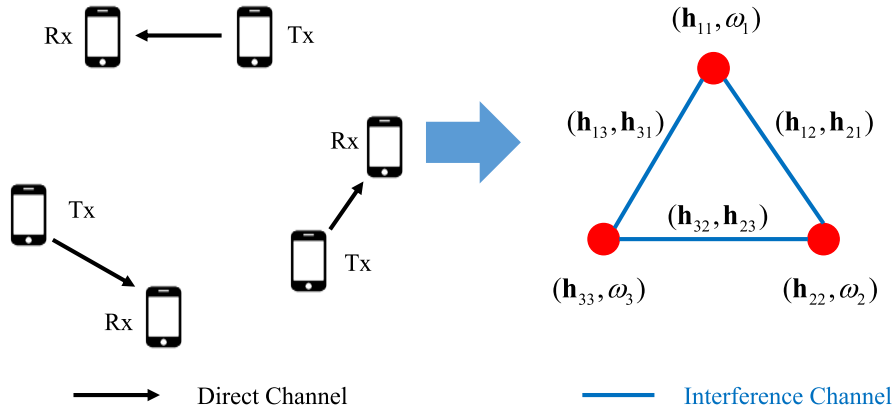 Rx
Tx
(h₁₁, ω₁)
Rx
(h₁₃, h₃₁)
(h₁₂, h₂₁)
Tx
(h₃₂, h₂₃)
Tx
Rx
(h₃₃, ω₃)
(h₂₂, ω₂)
Direct Channel
Interference Channel